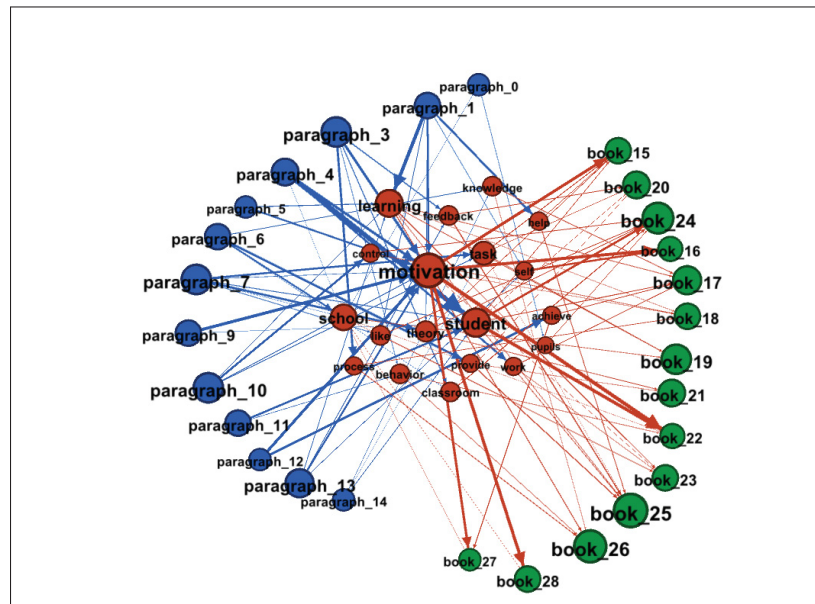 paragraph_0
paragraph_1
paragraph_3
book_15
paragraph_4
book_20
knowledge
learning
paragraph_5
feedback
book_24
help
paragraph_6
control
task
book_16
motivation
self
paragraph_7
book_17
school
student
achieve
book_18
paragraph_9
like
theory
pupils
process
provide
work
book_19
behavior
paragraph_10
classroom
book_21
paragraph_11
book_22
paragraph_12
book_23
paragraph_13
paragraph_14
book_25
book_26
book_27
book_28